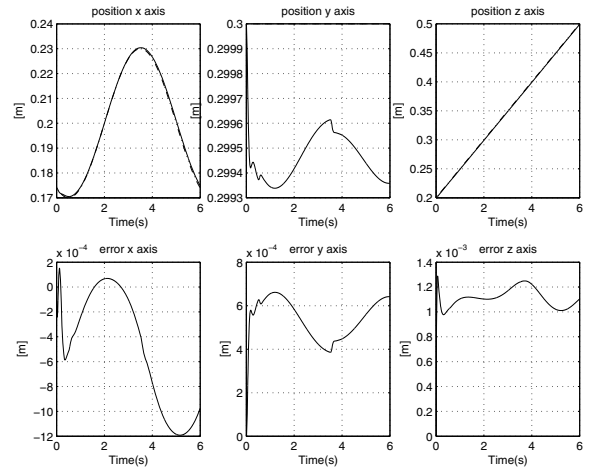 position x axis
position y axis
position z axis
0.24
0.23
0.22
0.21
0.2
0.19
0.18
0.17
[m]
0 2 4 6
Time(s)
0.3
0.2999
0.2999
0.2998
0.2996
0.2996
0.2995
0.2994
0.2993
[m]
0 2 4 6
Time(s)
0.5
0.45
0.4
0.35
0.3
0.25
0.2
[m]
0 2 4 6
Time(s)
x 10⁻⁴ error x axis
x 10⁻⁴ error y axis
x 10⁻³ error z axis
2
0
−2
−4
−6
−8
−10
−12
[m]
0 2 4 6
Time(s)
8
6
4
2
0
[m]
0 2 4 6
Time(s)
1.4
1.2
1
0.8
0.6
0.4
0.2
0
[m]
0 2 4 6
Time(s)